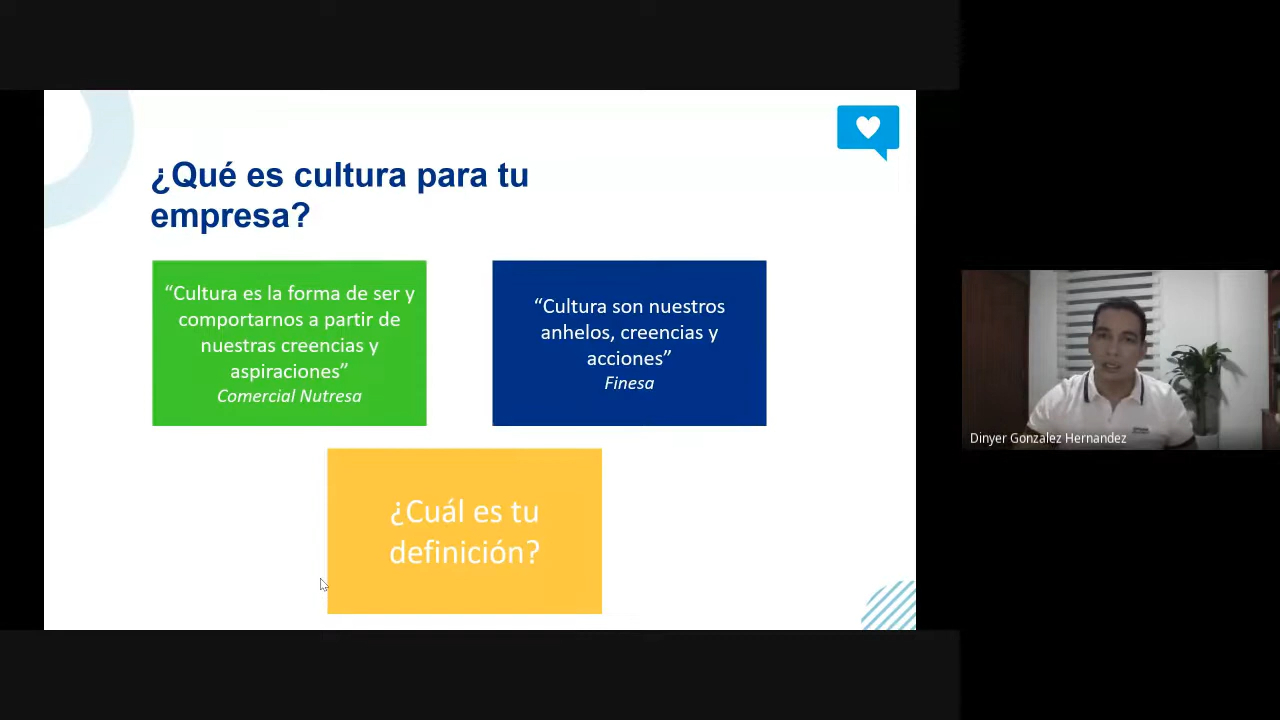 ¿Qué es cultura para tu
empresa?
“Cultura es la forma de ser y
comportarnos a partir de
nuestras creencias y
aspiraciones”
Comercial Nutresa
“Cultura son nuestros
anhelos, creencias y
acciones”
Finesa
¿Cuál es tu
definición?
Dinyer Gonzalez Hernandez